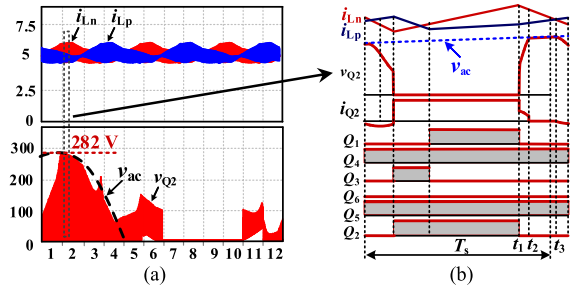 (a)
10
i_Ln
i_Lp
7.5
5
2.5
0
300
282 V
v_ac
v_Q2
200
100
0
1 2 3 4 5 6 7 8 9 10 11 12
(a)
i_Ln
i_Lp
v_ac
v_Q2
i_Q2
Q_1
Q_4
Q_3
Q_6
Q_5
Q_2
T_s
t_1 t_2 t_3
(b)